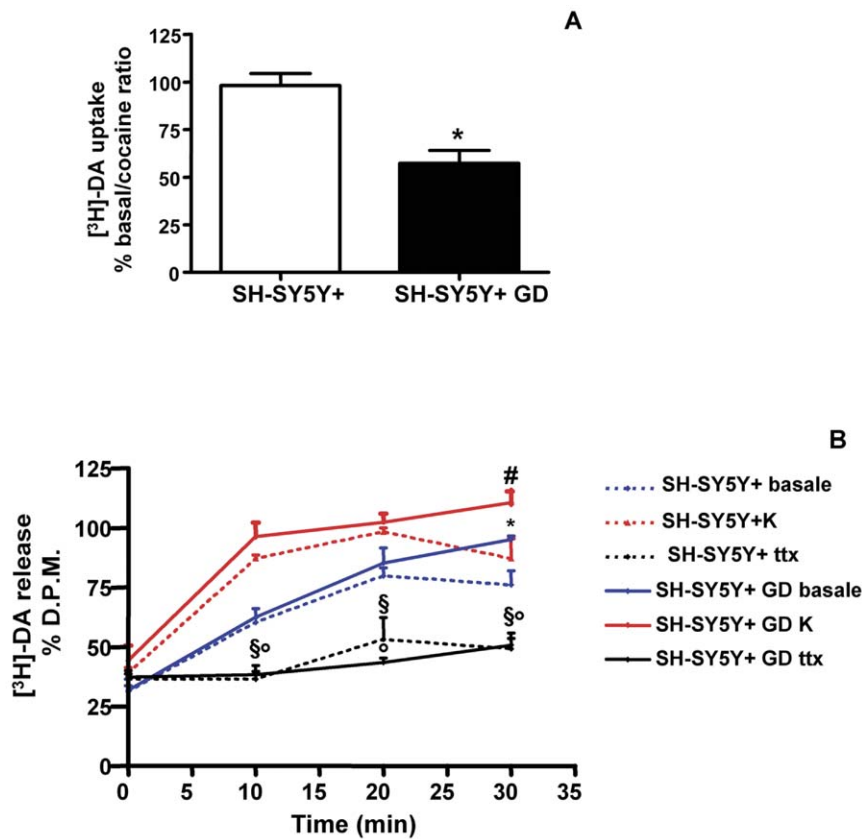 A
[³H]-DA uptake
% basal/cocaine ratio
125
100
75
50
25
0
*
SH-SY5Y+
SH-SY5Y+ GD
B
[³H]-DA release
% D.P.M.
125
100
75
50
25
0
#
*
§
§°
§°
°
0
5
10
15
20
25
30
35
Time (min)
SH-SY5Y+ basale
SH-SY5Y+K
SH-SY5Y+ ttx
SH-SY5Y+ GD basale
SH-SY5Y+ GD K
SH-SY5Y+ GD ttx